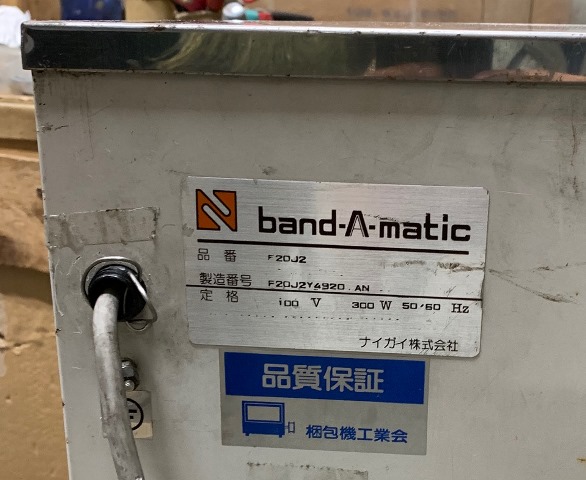 band-A-matic
品番 F20J2
製造番号 F20J2Y4920.AN
定格 100 V 300 W 50/60 Hz
ナイガイ株式会社
品質保証
梱包機工業会